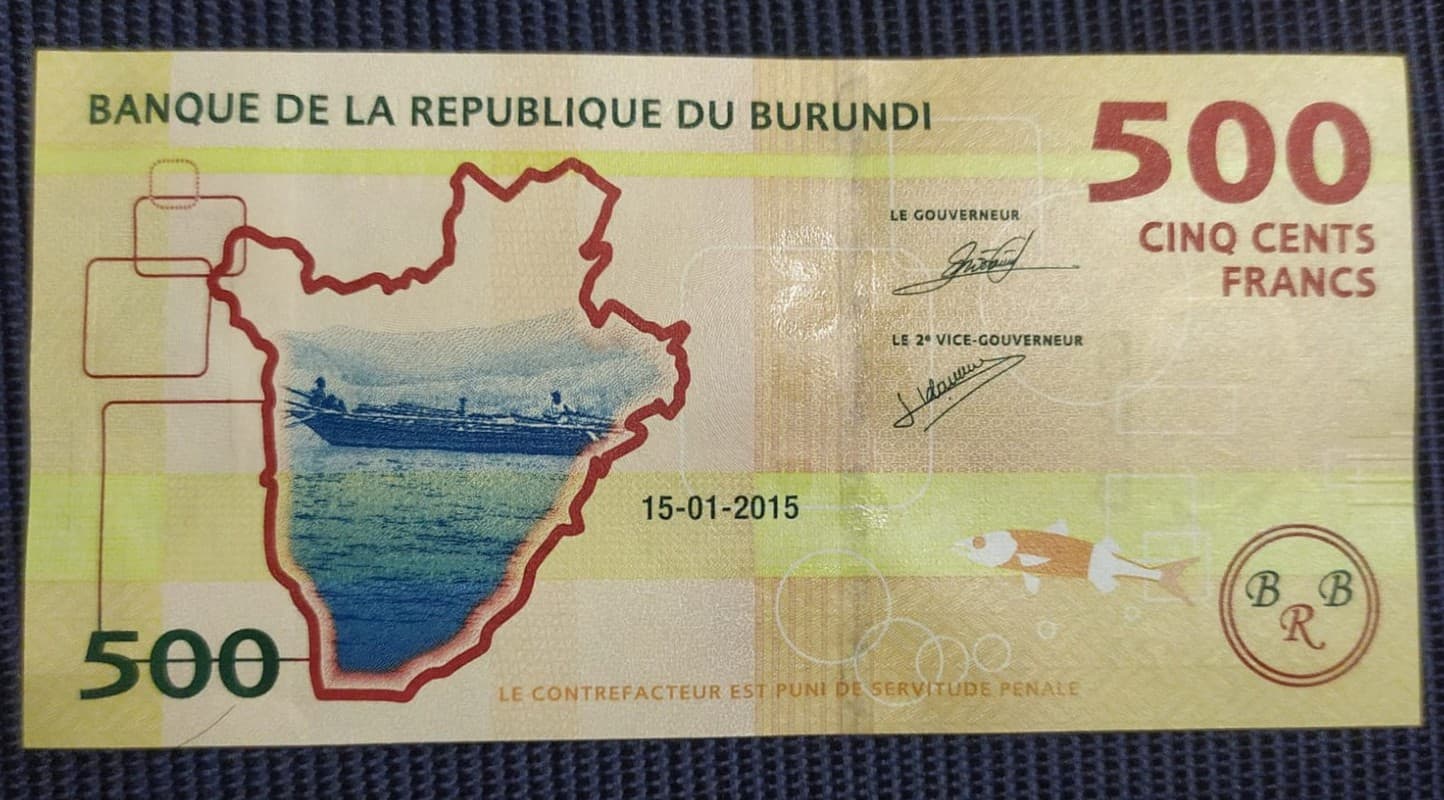 BANQUE DE LA REPUBLIQUE DU BURUNDI
500
CINQ CENTS
FRANCS
LE GOUVERNEUR
LE 2e VICE-GOUVERNEUR
15-01-2015
B R B
500
LE CONTREFACTEUR EST PUNI DE SERVITUDE PENALE